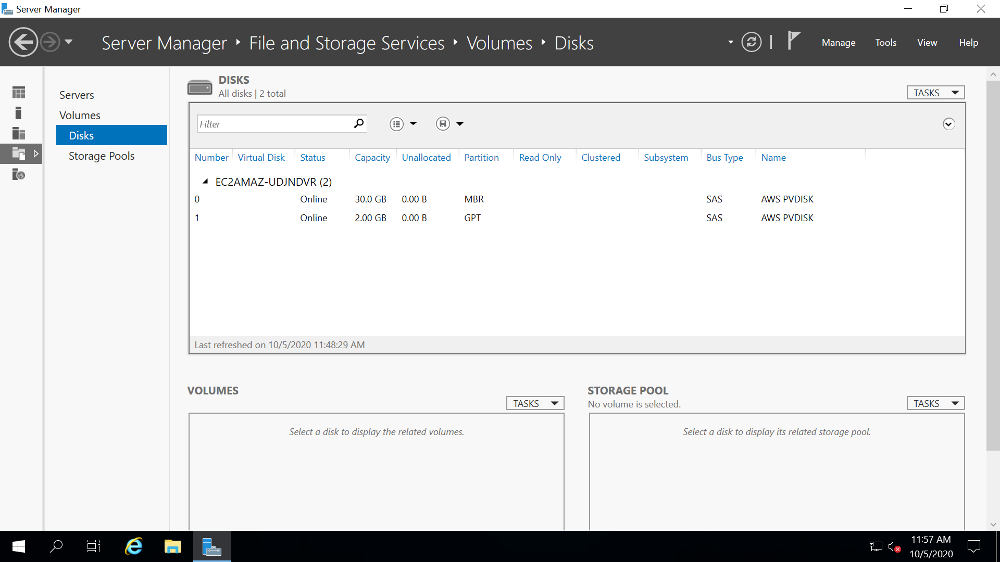 Server Manager
Server Manager File and Storage Services Volumes Disks
Manage Tools View Help
Servers
Volumes
Disks
Storage Pools
DISKS
All disks | 2 total
TASKS
Filter
Number Virtual Disk Status Capacity Unallocated Partition Read Only Clustered Subsystem Bus Type Name
EC2AMAZ-UDJNDVR (2)
0 Online 30.0 GB 0.00 B MBR SAS AWS PVDISK
1 Online 2.00 GB 0.00 B GPT SAS AWS PVDISK
Last refreshed on 10/5/2020 11:48:29 AM
VOLUMES
TASKS
Select a disk to display the related volumes.
STORAGE POOL
No volume is selected.
TASKS
Select a disk to display its related storage pool.
11:57 AM
10/5/2020